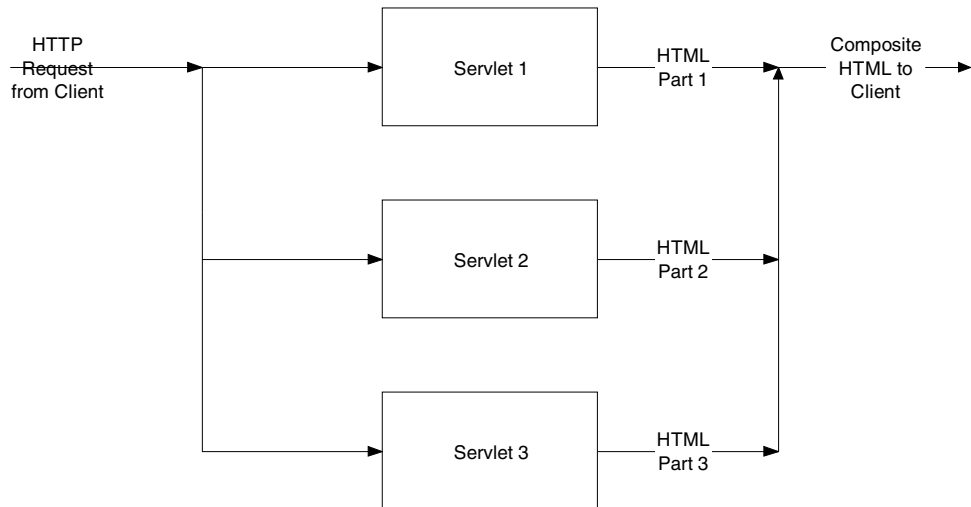 HTTP
Request
from Client
Servlet 1
HTML
Part 1
Composite
HTML to
Client
Servlet 2
HTML
Part 2
Servlet 3
HTML
Part 3